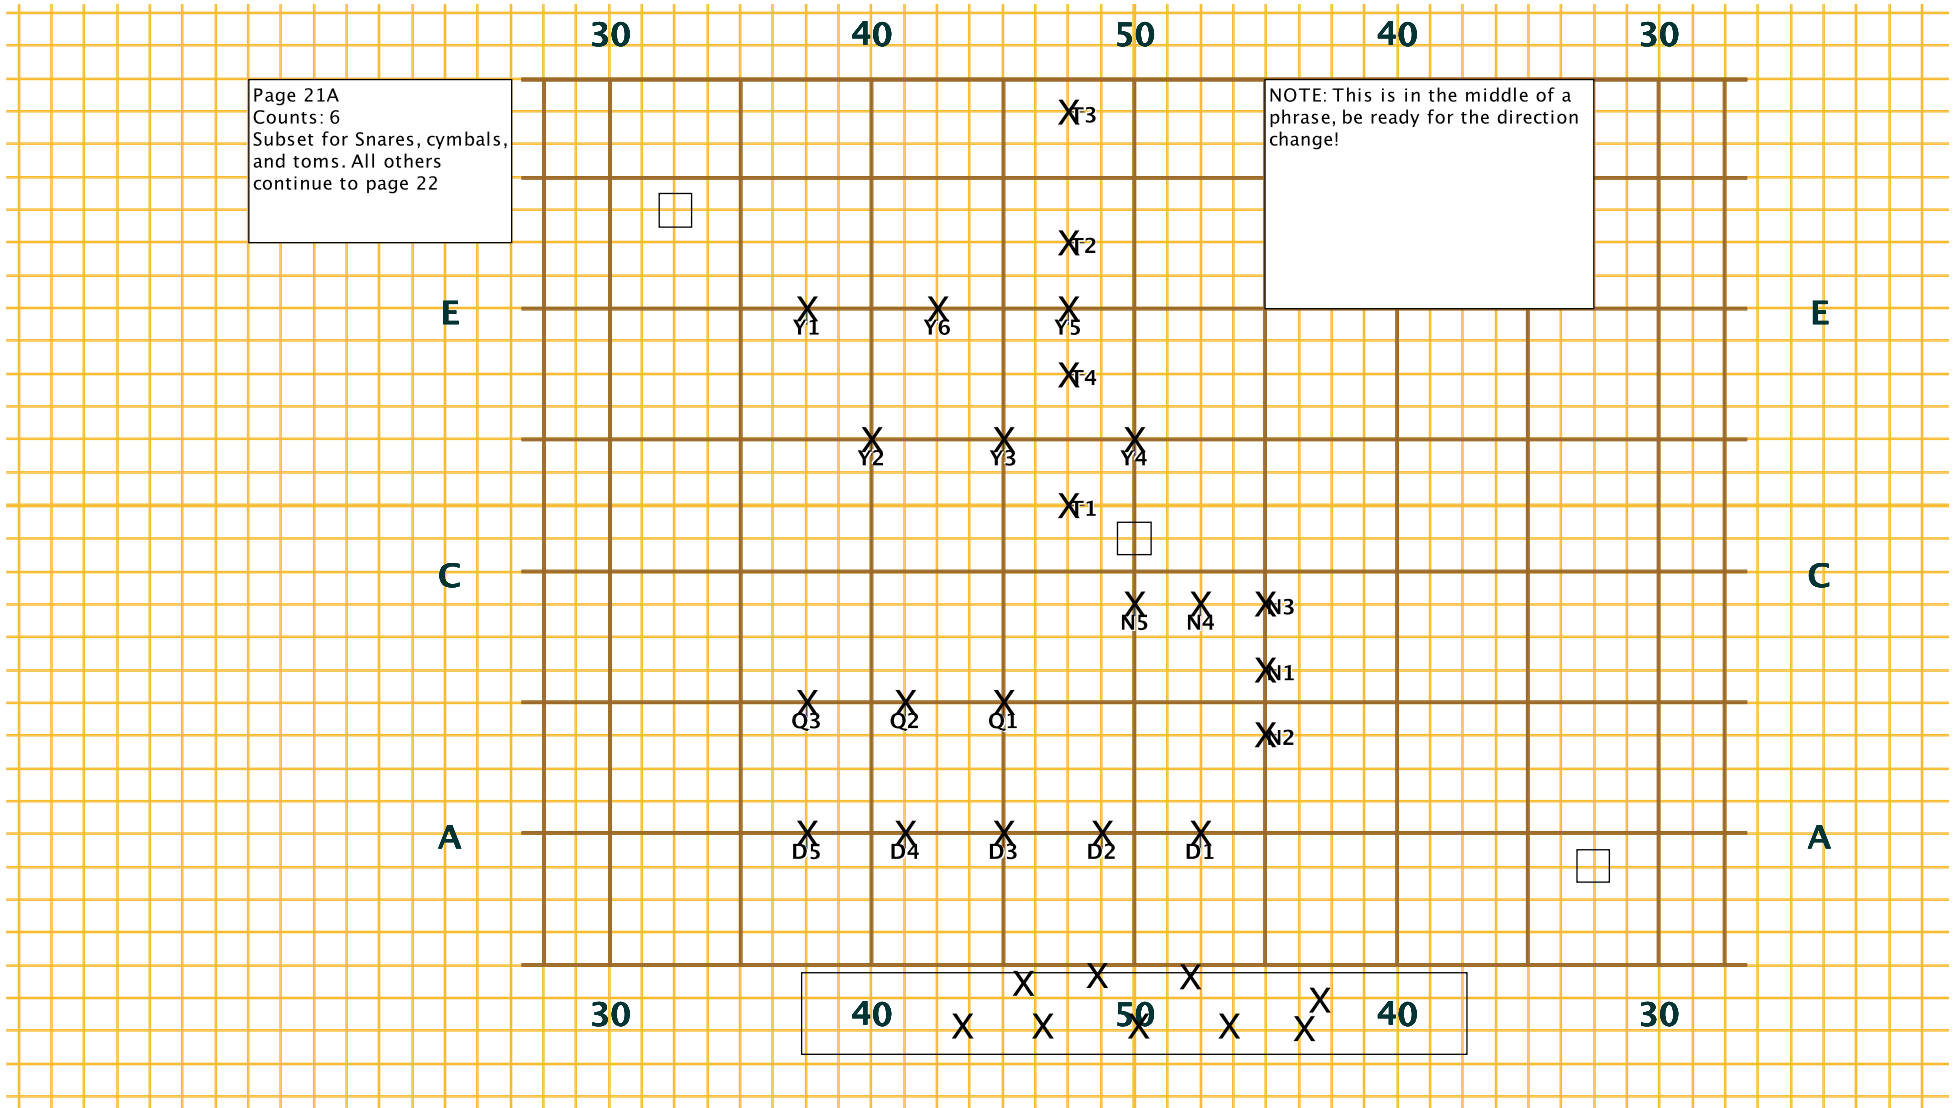 30 40 50 40 30
Page 21A
Counts: 6
Subset for Snares, cymbals,
and toms. All others
continue to page 22
NOTE: This is in the middle of a
phrase, be ready for the direction
change!
T3
T2
E E
Y1 Y6 Y5
T4
Y2 Y3 Y4
T1
C C
N5 N4 N3
N1
Q3 Q2 Q1
N2
A A
D5 D4 D3 D2 D1
30 40 50 40 30